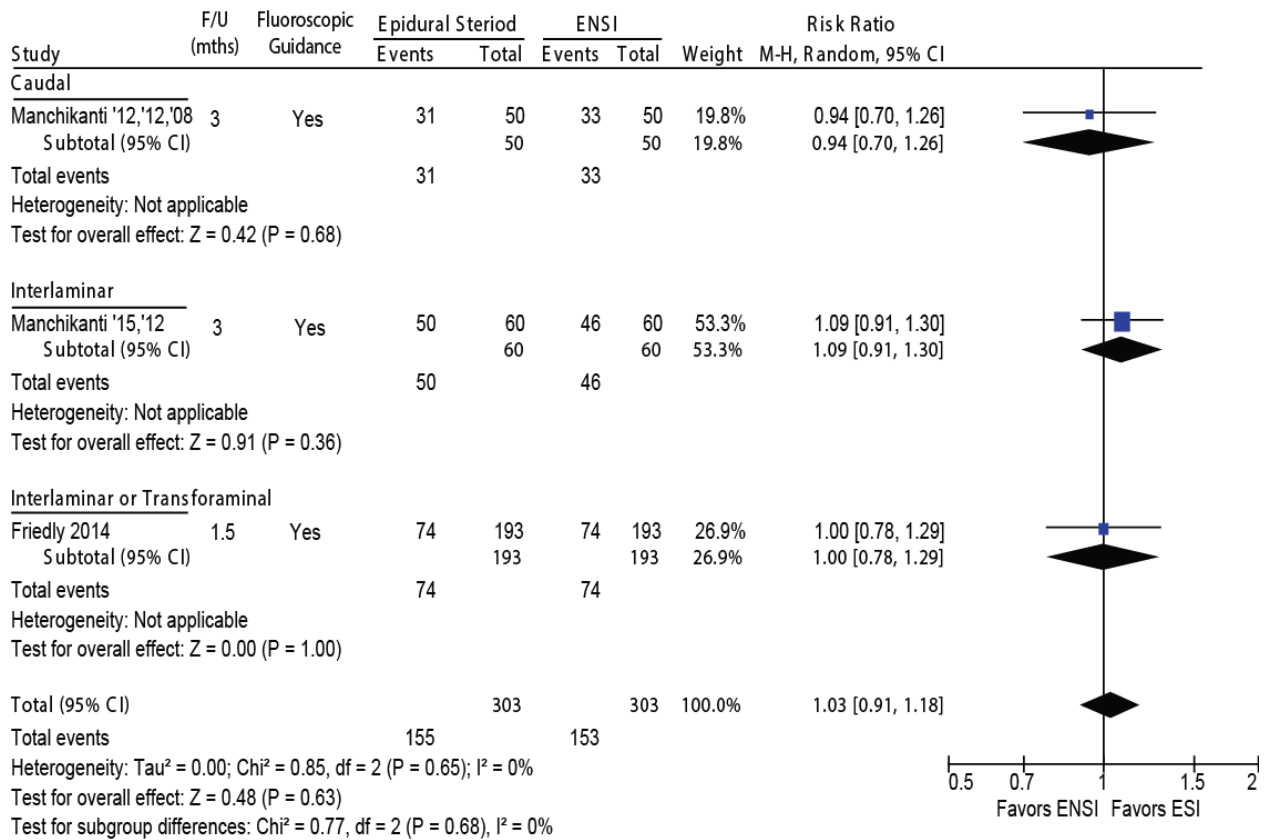 F/U Fluoroscopic Epidural Steriod ENSI Risk Ratio
Study (mths) Guidance Events Total Events Total Weight M-H, Random, 95% CI
Caudal
Manchikanti '12,'12,'08 3 Yes 31 50 33 50 19.8% 0.94 [0.70, 1.26]
Subtotal (95% CI) 50 50 19.8% 0.94 [0.70, 1.26]
Total events 31 33
Heterogeneity: Not applicable
Test for overall effect: Z = 0.42 (P = 0.68)
Interlaminar
Manchikanti '15,'12 3 Yes 50 60 46 60 53.3% 1.09 [0.91, 1.30]
Subtotal (95% CI) 60 60 53.3% 1.09 [0.91, 1.30]
Total events 50 46
Heterogeneity: Not applicable
Test for overall effect: Z = 0.91 (P = 0.36)
Interlaminar or Transforaminal
Friedly 2014 1.5 Yes 74 193 74 193 26.9% 1.00 [0.78, 1.29]
Subtotal (95% CI) 193 193 26.9% 1.00 [0.78, 1.29]
Total events 74 74
Heterogeneity: Not applicable
Test for overall effect: Z = 0.00 (P = 1.00)
Total (95% CI) 303 303 100.0% 1.03 [0.91, 1.18]
Total events 155 153
Heterogeneity: Tau² = 0.00; Chi² = 0.85, df = 2 (P = 0.65); I² = 0%
Test for overall effect: Z = 0.48 (P = 0.63)
Test for subgroup differences: Chi² = 0.77, df = 2 (P = 0.68), I² = 0%
0.5 0.7 1 1.5 2
Favors ENSI Favors ESI